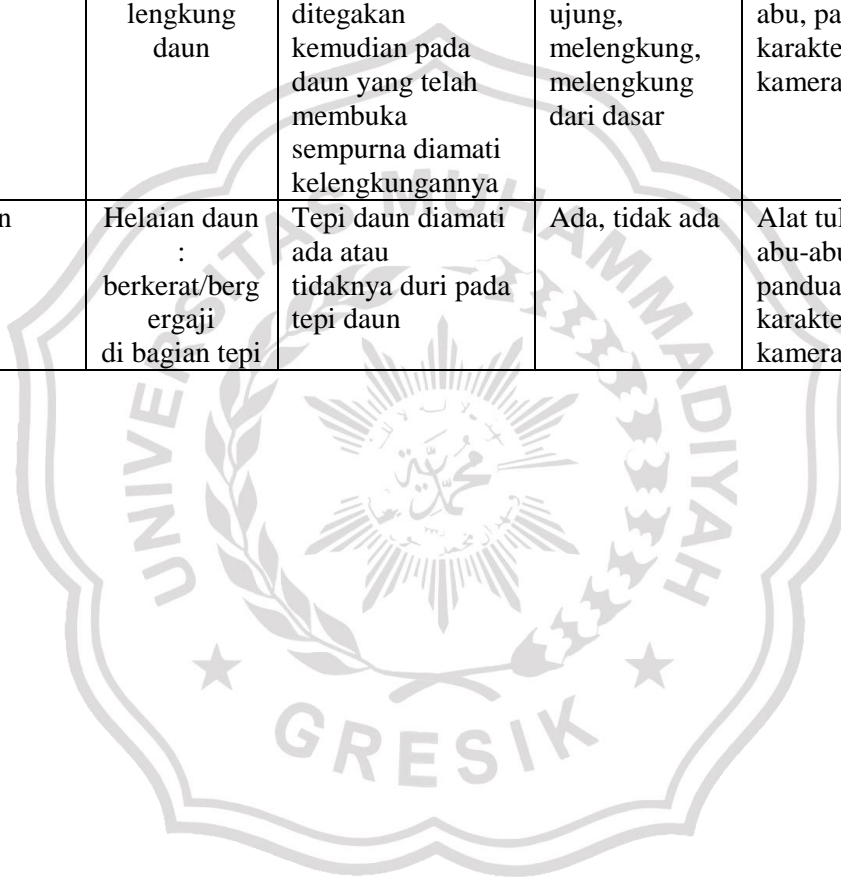 lengkung
daun
ditegakan
kemudian pada
daun yang telah
membuka
sempurna diamati
kelengkungannya
ujung,
melengkung,
melengkung
dari dasar
abu, pa
karakte
kamera
n
Helaian daun
:
berkerat/berg
ergaji
di bagian tepi
Tepi daun diamati
ada atau
tidaknya duri pada
tepi daun
Ada, tidak ada
Alat tul
abu-abu
pandua
karakte
kamera
UNIVERSITAS MUHAMMADIYAH
GRESIK